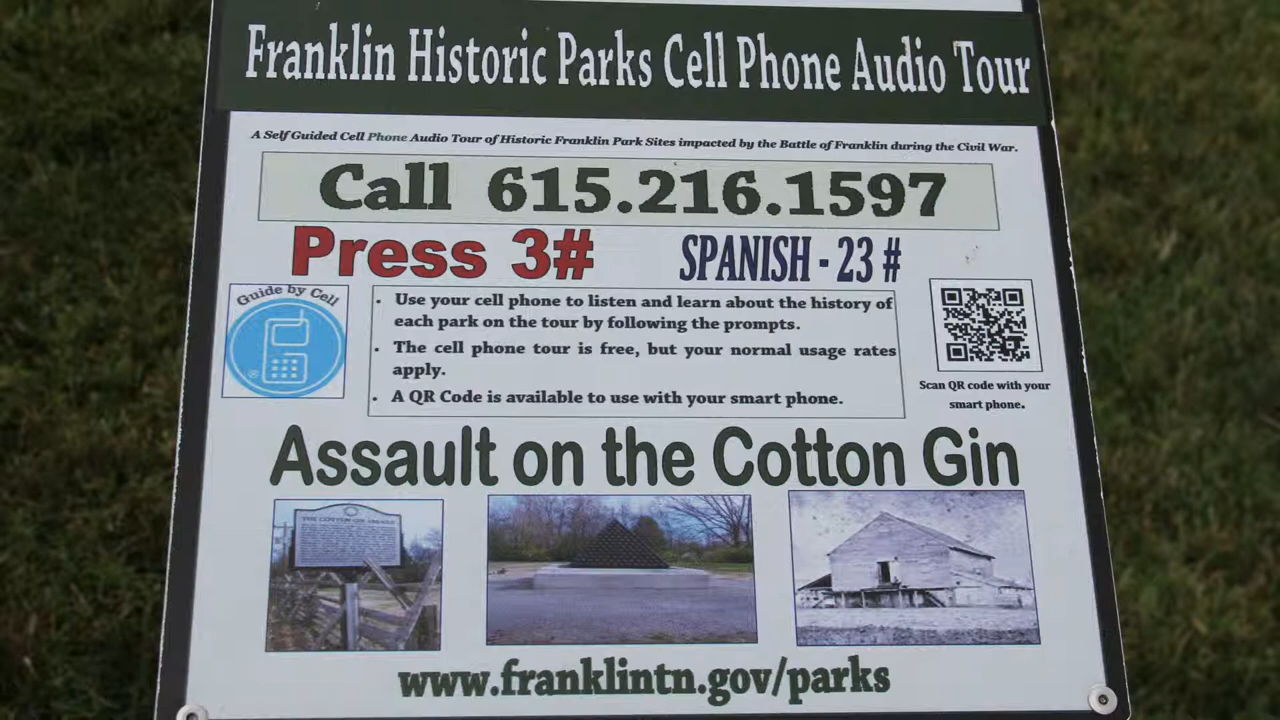 Franklin Historic Parks Cell Phone Audio Tour
A Self Guided Cell Phone Audio Tour of Historic Franklin Park Sites impacted by the Battle of Franklin during the Civil War.
Call 615.216.1597
Press 3# SPANISH - 23 #
Guide by Cell
®
• Use your cell phone to listen and learn about the history of
each park on the tour by following the prompts.
• The cell phone tour is free, but your normal usage rates
apply.
• A QR Code is available to use with your smart phone.
Scan QR code with your
smart phone.
Assault on the Cotton Gin
THE COTTON GIN ASSAULT
www.franklintn.gov/parks